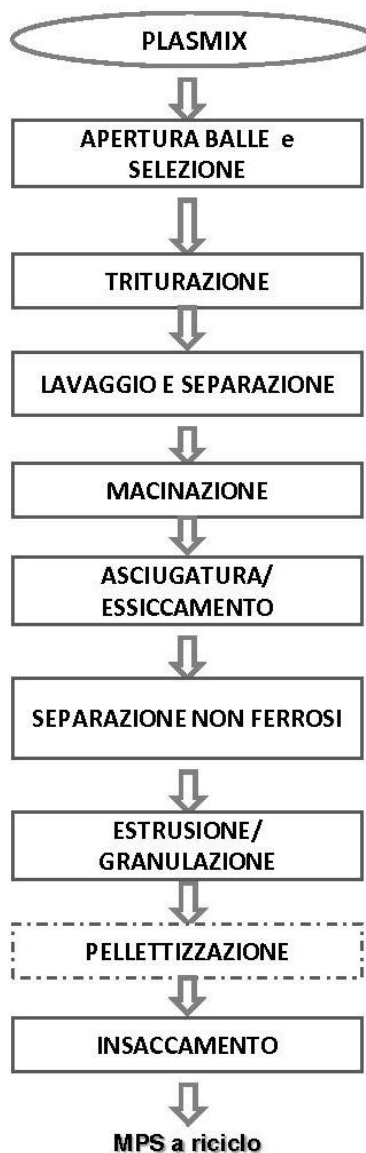 PLASMIX
APERTURA BALLE e
SELEZIONE
TRITURAZIONE
LAVAGGIO E SEPARAZIONE
MACINAZIONE
ASCIUGATURA/
ESSICCAMENTO
SEPARAZIONE NON FERROSI
ESTRUSIONE/
GRANULAZIONE
PELLETTIZZAZIONE
INSACCAMENTO
MPS a riciclo